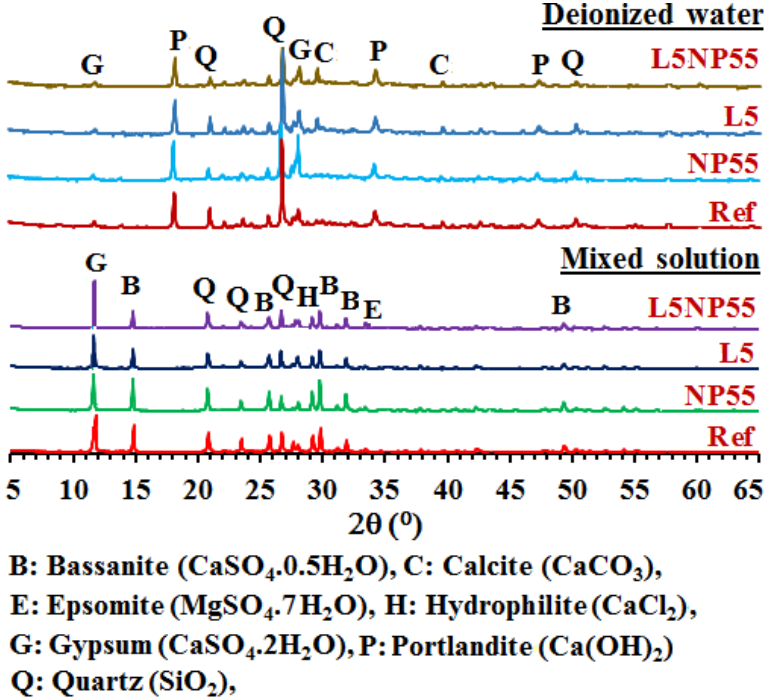 Deionized water
Q
P Q G C P C P Q L5NP55
G
L5
NP55
Ref
Mixed solution
G
B Q Q B Q H B B E B L5NP55
L5
NP55
Ref
5 10 15 20 25 30 35 40 45 50 55 60 65
2θ (⁰)
B: Bassanite (CaSO₄.0.5H₂O), C: Calcite (CaCO₃),
E: Epsomite (MgSO₄.7H₂O), H: Hydrophilite (CaCl₂),
G: Gypsum (CaSO₄.2H₂O), P: Portlandite (Ca(OH)₂)
Q: Quartz (SiO₂),